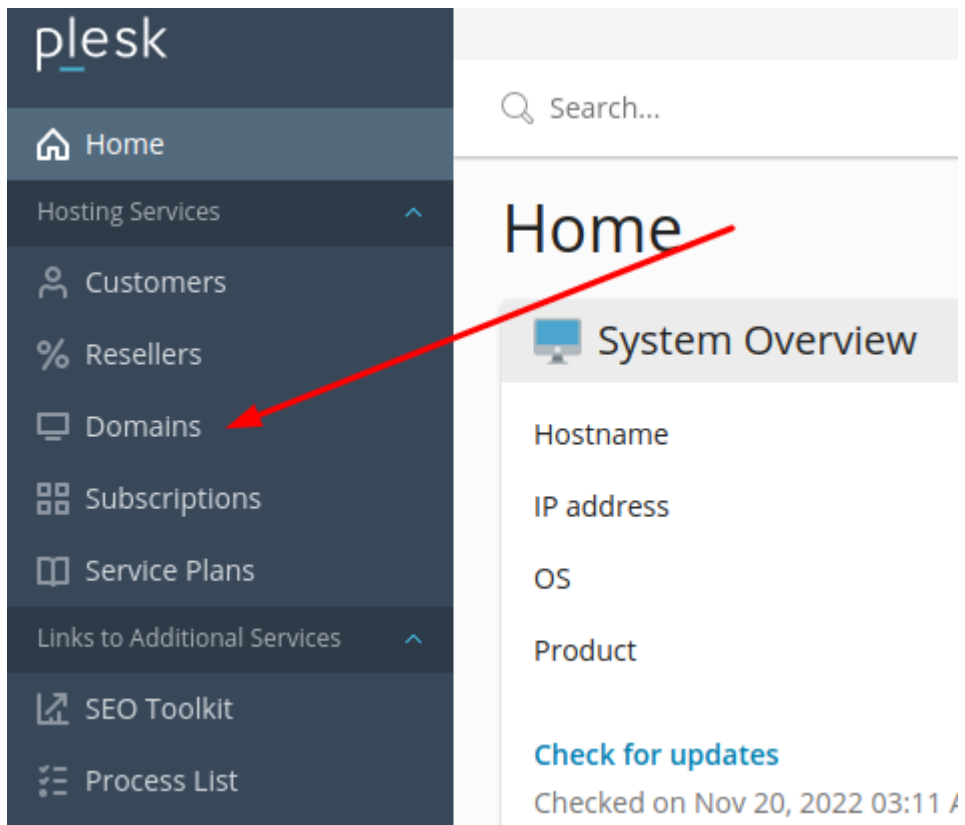 plesk
Home
Hosting Services
Customers
Resellers
Domains
Subscriptions
Service Plans
Links to Additional Services
SEO Toolkit
Process List
Search...
Home
System Overview
Hostname
IP address
OS
Product
Check for updates
Checked on Nov 20, 2022 03:11